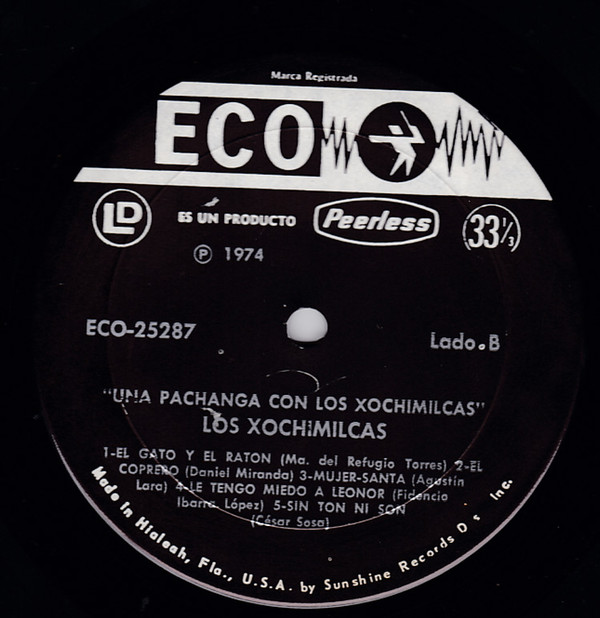 Marca Registrada
ECO
LD
ES UN PRODUCTO Peerless 33 1/3
Ⓟ 1974
ECO-25287
Lado.B
"UNA PACHANGA CON LOS XOCHIMILCAS"
LOS XOCHIMILCAS
1-EL GATO Y EL RATON (Ma. del Refugio Torres) 2-EL
COPRERO (Daniel Miranda) 3-MUJER-SANTA (Agustín
Lara) 4-LE TENGO MIEDO A LEONOR (Fidencio
Ibarra López) 5-SIN TON NI SON
(César Sosa)
Made in Hialeah, Fla., U.S.A. by Sunshine Records Inc.